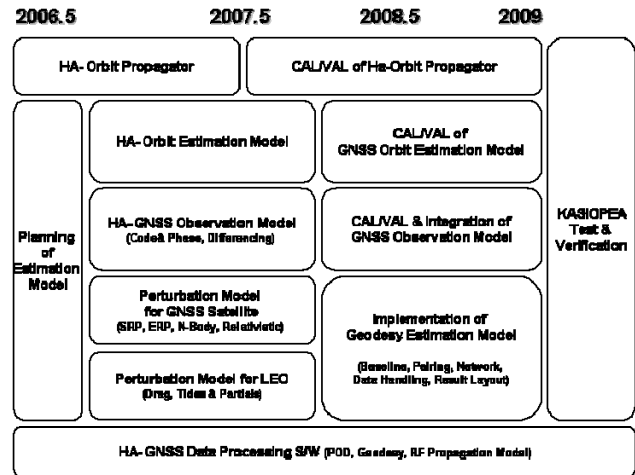 2006.5 2007.5 2008.5 2009
HA-Orbit Propagator
CAL/VAL of Ha-Orbit Propagator
HA-Orbit Estimation Model
CAL/VAL of
GNSS Orbit Estimation Model
Planning
of
Estimation
Model
HA-GNSS Observation Model
(Code& Phase, Differencing)
CAL/VAL & Integration of
GNSS Observation Model
KASIOPEA
Test &
Verification
Perturbation Model
for GNSS Satellite
(SRP, ERP, N-Body, Relativistic)
Implementation of
Geodesy Estimation Model
(Baseline, Pairing, Network,
Data Handling, Result Layout)
Perturbation Model for LEO
(Drag, Tides & Partials)
HA-GNSS Data Processing S/W (POD, Geodesy, RF Propagation Model)